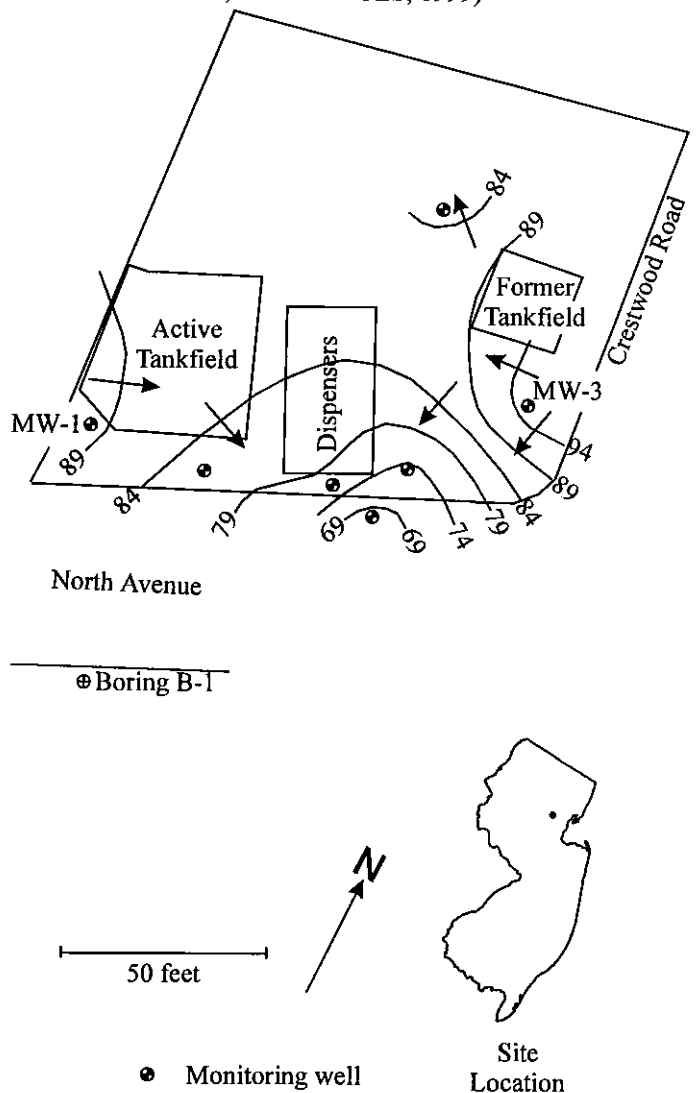 1999)
84
89
Former
Tankfield
Crestwood Road
Active
Tankfield
Dispensers
MW-3
MW-1
89
94
84
79
69
69
74
79
84
89
North Avenue
Boring B-1
N
50 feet
Monitoring well
Site
Location